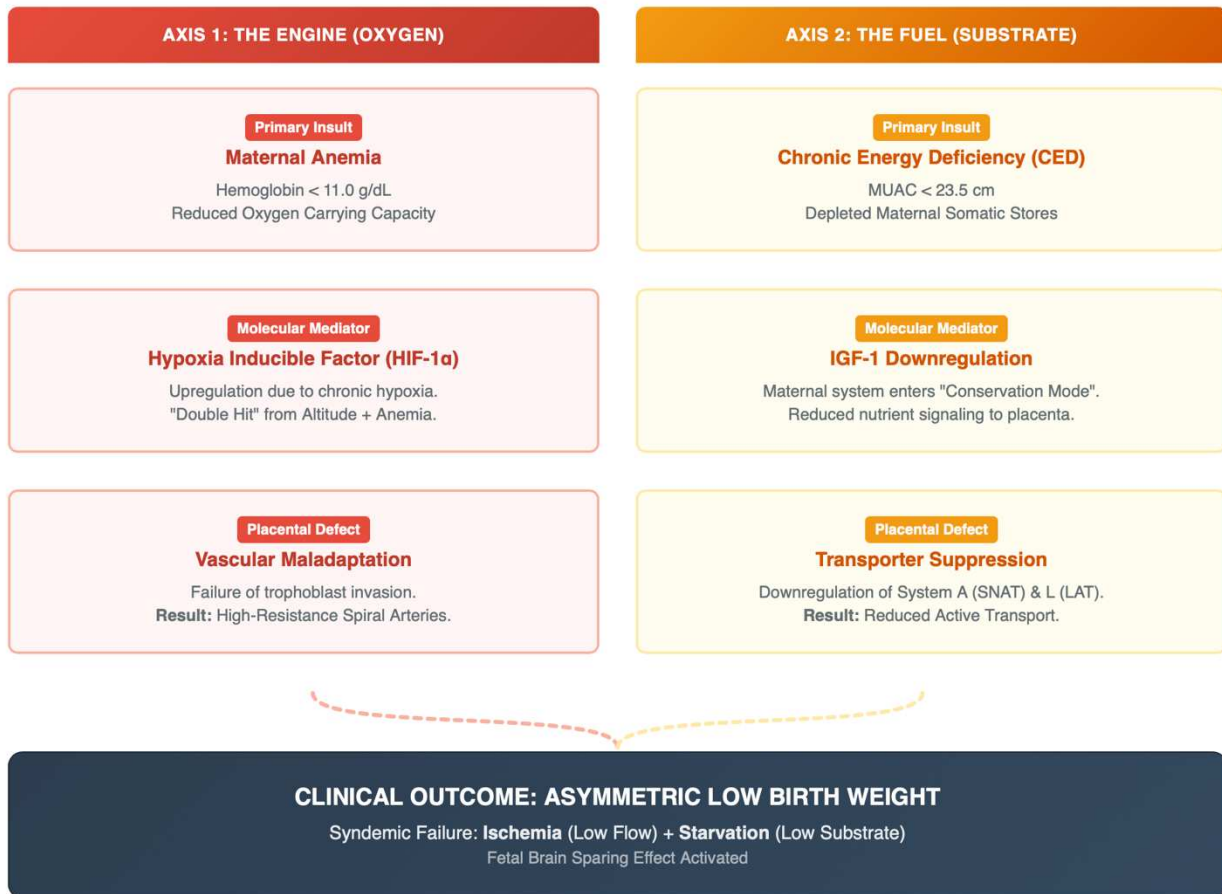 AXIS 1: THE ENGINE (OXYGEN)
Primary Insult
Maternal Anemia
Hemoglobin < 11.0 g/dL
Reduced Oxygen Carrying Capacity
Molecular Mediator
Hypoxia Inducible Factor (HIF-1α)
Upregulation due to chronic hypoxia.
"Double Hit" from Altitude + Anemia.
Placental Defect
Vascular Maladaptation
Failure of trophoblast invasion.
Result: High-Resistance Spiral Arteries.
AXIS 2: THE FUEL (SUBSTRATE)
Primary Insult
Chronic Energy Deficiency (CED)
MUAC < 23.5 cm
Depleted Maternal Somatic Stores
Molecular Mediator
IGF-1 Downregulation
Maternal system enters "Conservation Mode".
Reduced nutrient signaling to placenta.
Placental Defect
Transporter Suppression
Downregulation of System A (SNAT) & L (LAT).
Result: Reduced Active Transport.
CLINICAL OUTCOME: ASYMMETRIC LOW BIRTH WEIGHT
Syndemic Failure: Ischemia (Low Flow) + Starvation (Low Substrate)
Fetal Brain Sparing Effect Activated